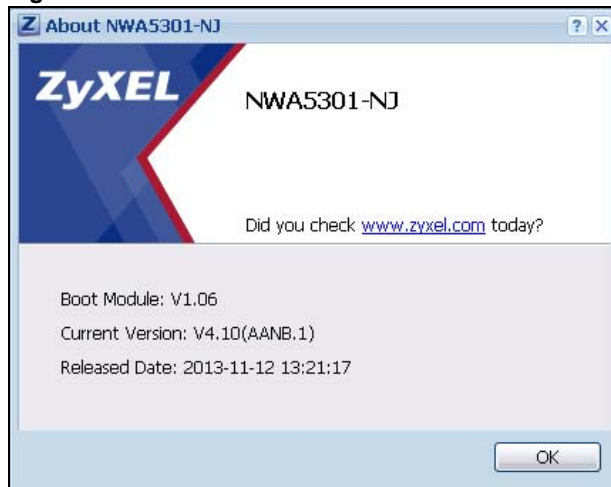 About NWA5301-NJ
ZyXEL
NWA5301-NJ
Did you check www.zyxel.com today?
Boot Module: V1.06
Current Version: V4.10(AANB.1)
Released Date: 2013-11-12 13:21:17
OK